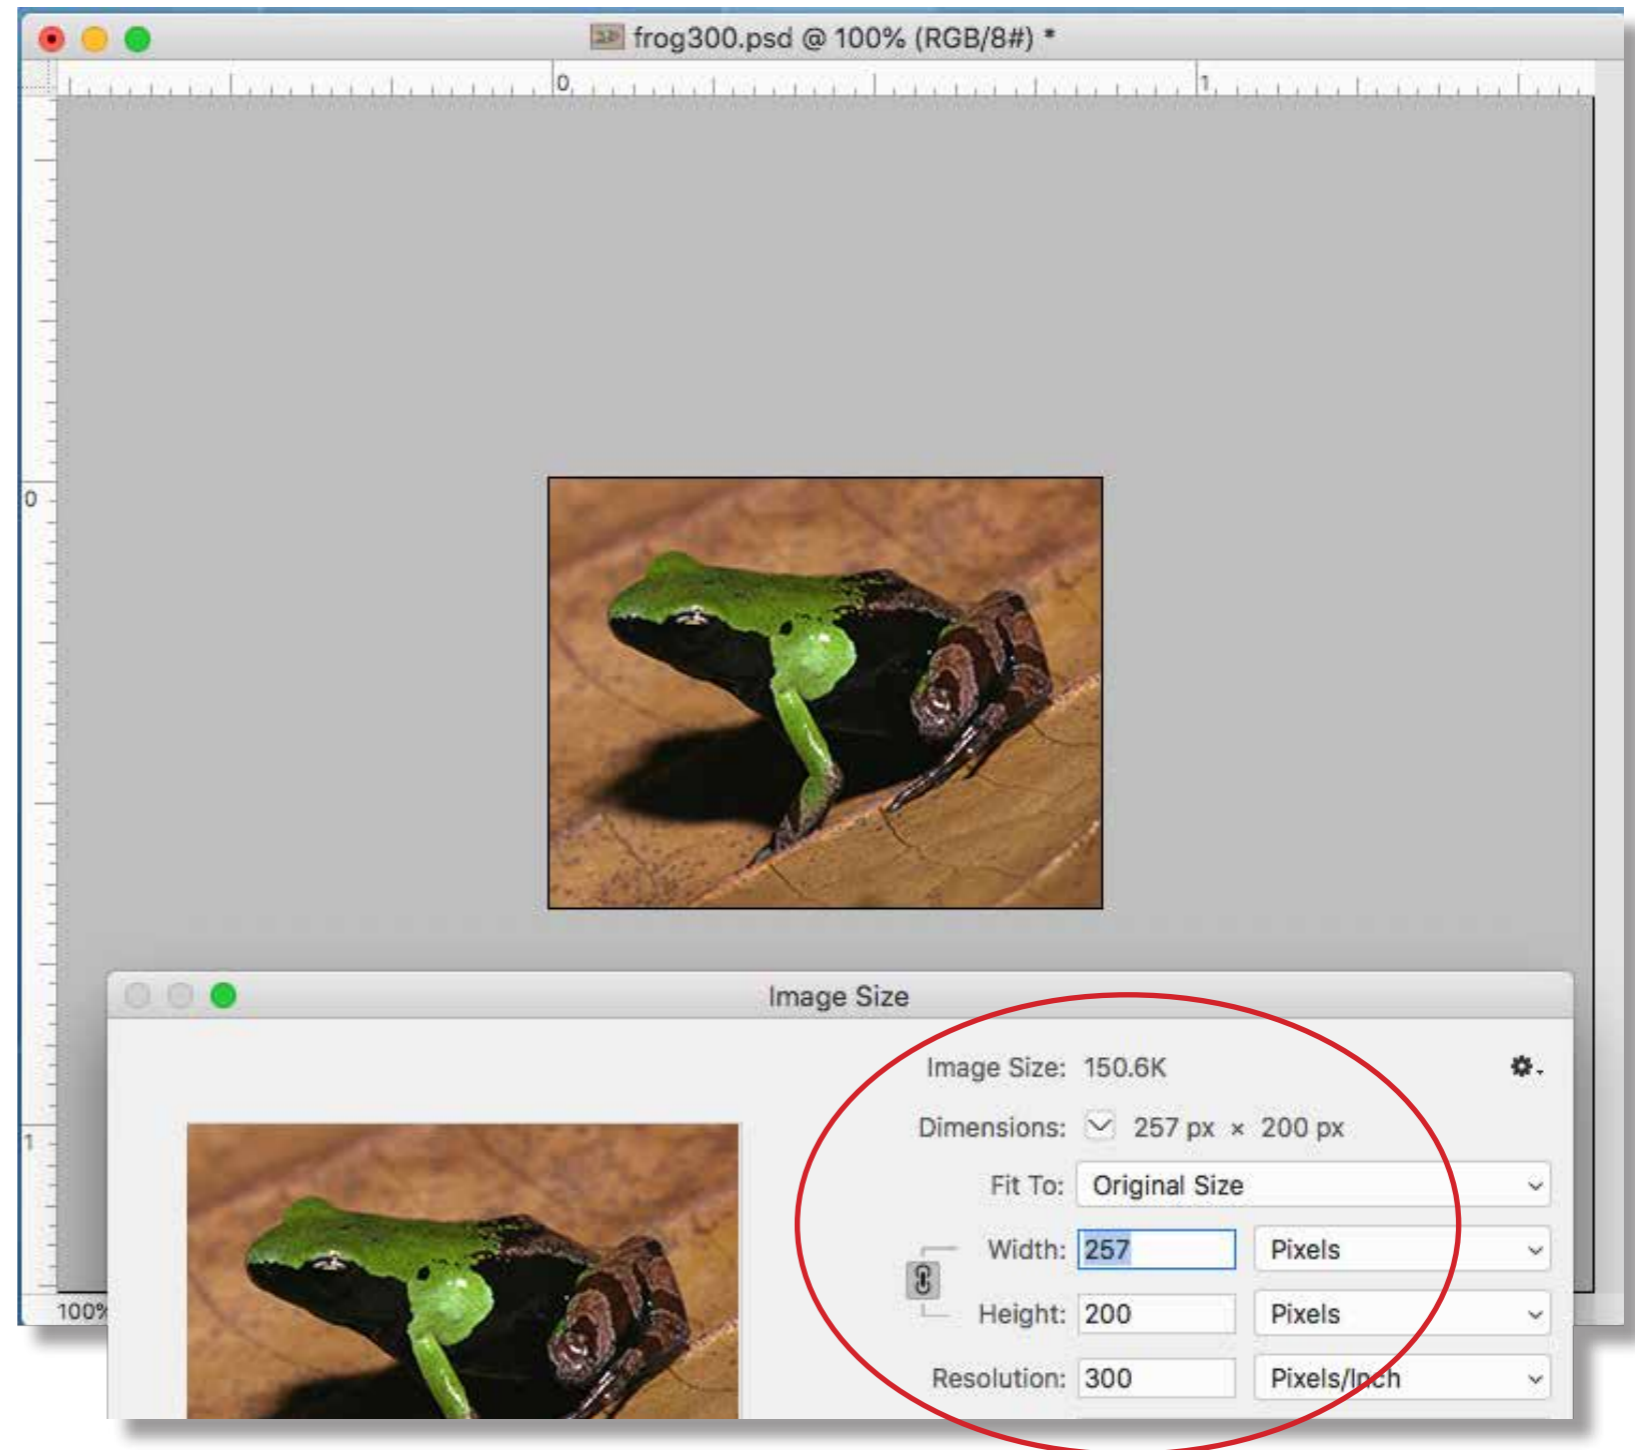 frog300.psd @ 100% (RGB/8#) *
0 1
0
1
100%
Image Size
Image Size: 150.6K
Dimensions: 257 px × 200 px
Fit To: Original Size
Width: 257 Pixels
Height: 200 Pixels
Resolution: 300 Pixels/Inch